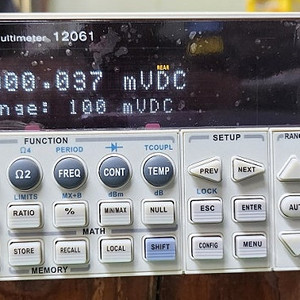 ultimeter 12061
REAR
00.037 mVDC
nge: 100 mVDC
FUNCTION SETUP RANG
Ω4 PERIOD TCOUPL
Ω2 FREQ CONT TEMP PREV NEXT
LIMITS MX+B dBm dB LOCK
RATIO % MIN/MAX NULL ESC ENTER AUT
MATH
STORE RECALL LOCAL SHIFT CONFIG MENU
MEMORY